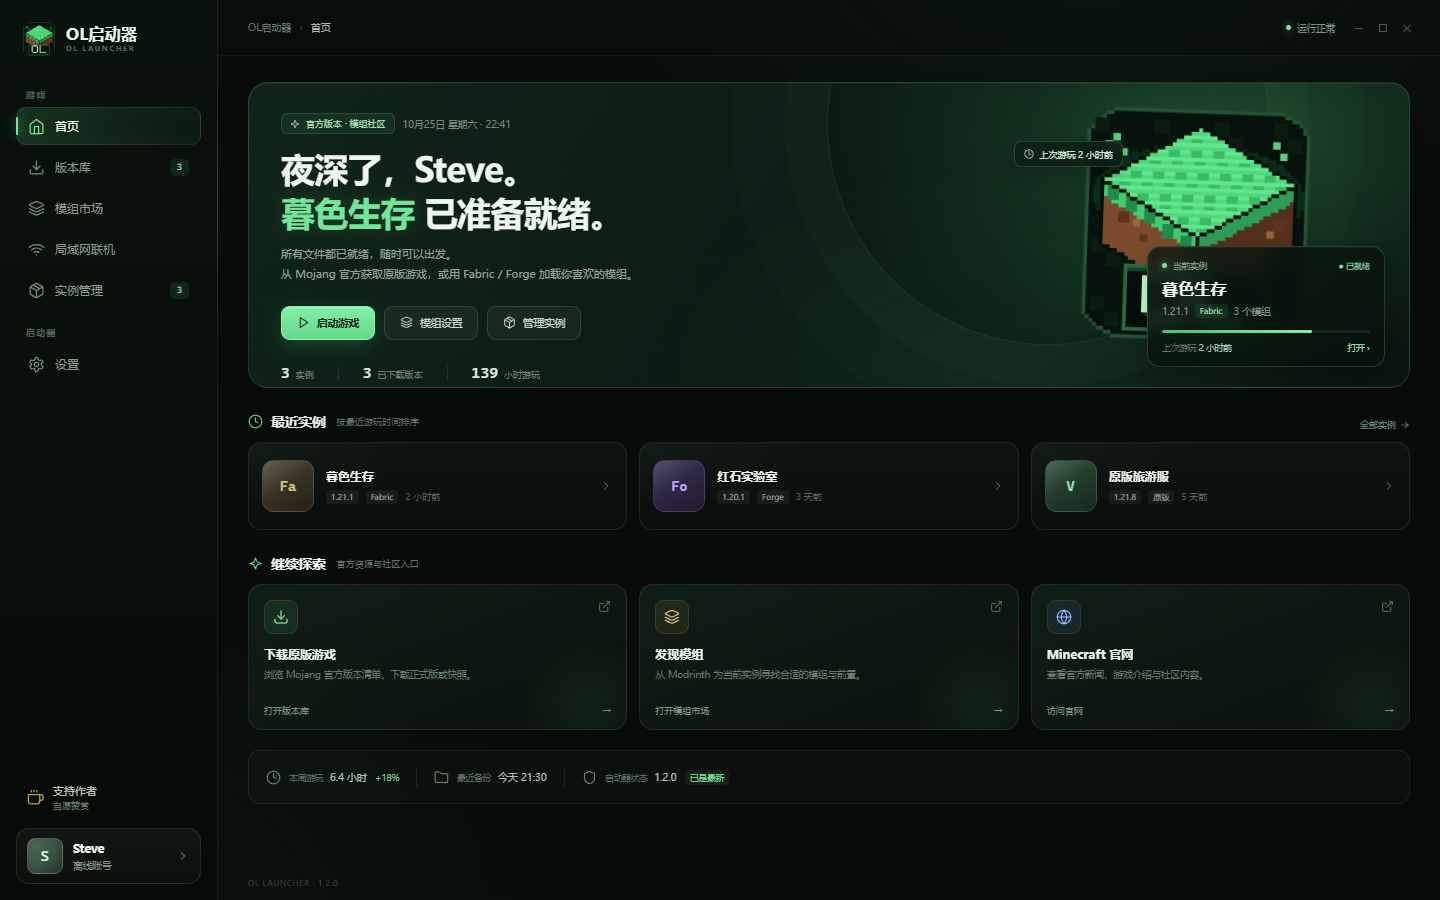 OL
OL启动器
OL LAUNCHER
游戏
首页
版本库 3
模组市场
局域网联机
实例管理 3
启动器
设置
支持作者
自愿赞赏
S
Steve
离线账号
OL启动器 › 首页
运行正常
官方版本 · 模组社区 10月25日 星期六 · 22:41
夜深了，Steve。
暮色生存 已准备就绪。
所有文件都已就绪，随时可以出发。
从 Mojang 官方获取原版游戏，或用 Fabric / Forge 加载你喜欢的模组。
启动游戏 模组设置 管理实例
3 实例 3 已下载版本 139 小时游玩
上次游玩 2 小时前
当前实例 已就绪
暮色生存
1.21.1 Fabric 3 个模组
上次游玩 2 小时前 打开 ›
最近实例 按最近游玩时间排序 全部实例 →
Fa
暮色生存
1.21.1 Fabric 2 小时前
Fo
红石实验室
1.20.1 Forge 3 天前
V
原版旅游服
1.21.8 原版 5 天前
继续探索 官方资源与社区入口
下载原版游戏
浏览 Mojang 官方版本清单，下载正式版或快照。
打开版本库 →
发现模组
从 Modrinth 为当前实例寻找合适的模组与前置。
打开模组市场 →
Minecraft 官网
查看官方新闻、游戏介绍与社区内容。
访问官网 →
本周游玩 6.4 小时 +18% 最近备份 今天 21:30 启动器状态 1.2.0 已是最新
OL LAUNCHER · 1.2.0